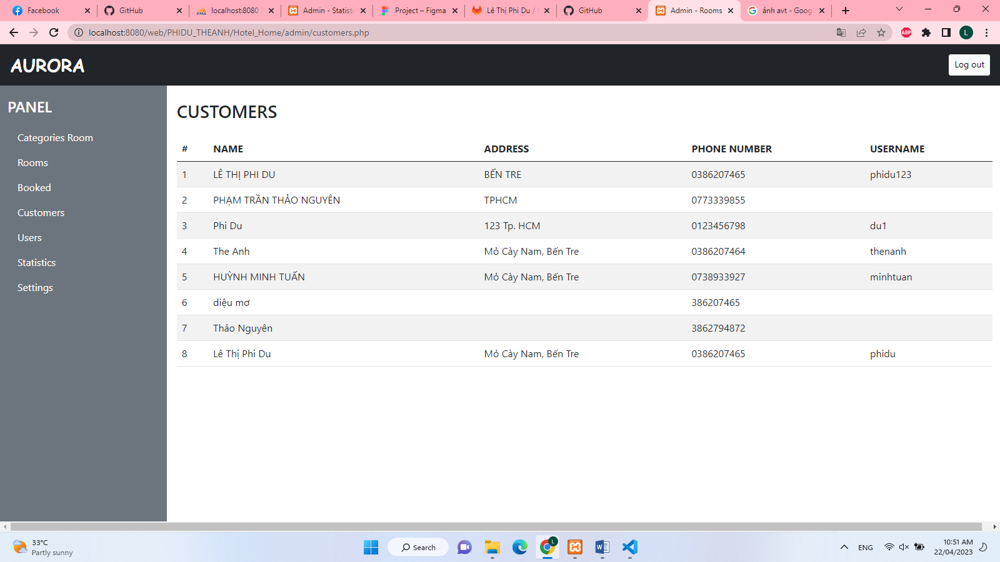 Facebook
GitHub
localhost:8080 /
Admin - Statisti
Project – Figma
Lê Thị Phi Du /
GitHub
Admin - Rooms
ảnh avt - Goog
localhost:8080/web/PHIDU_THEANH/Hotel_Home/admin/customers.php
ABP
L
AURORA
Log out
PANEL
Categories Room
Rooms
Booked
Customers
Users
Statistics
Settings
CUSTOMERS
# NAME ADDRESS PHONE NUMBER USERNAME
1 LÊ THỊ PHI DU BẾN TRE 0386207465 phidu123
2 PHẠM TRẦN THẢO NGUYÊN TPHCM 0773339855
3 Phi Du 123 Tp. HCM 0123456798 du1
4 The Anh Mỏ Cày Nam, Bến Tre 0386207464 thenanh
5 HUỲNH MINH TUẤN Mỏ Cày Nam, Bến Tre 0738933927 minhtuan
6 diệu mơ 386207465
7 Thảo Nguyên 3862794872
8 Lê Thị Phi Du Mỏ Cày Nam, Bến Tre 0386207465 phidu
33°C
Partly sunny
Search
L
ENG
10:51 AM
22/04/2023